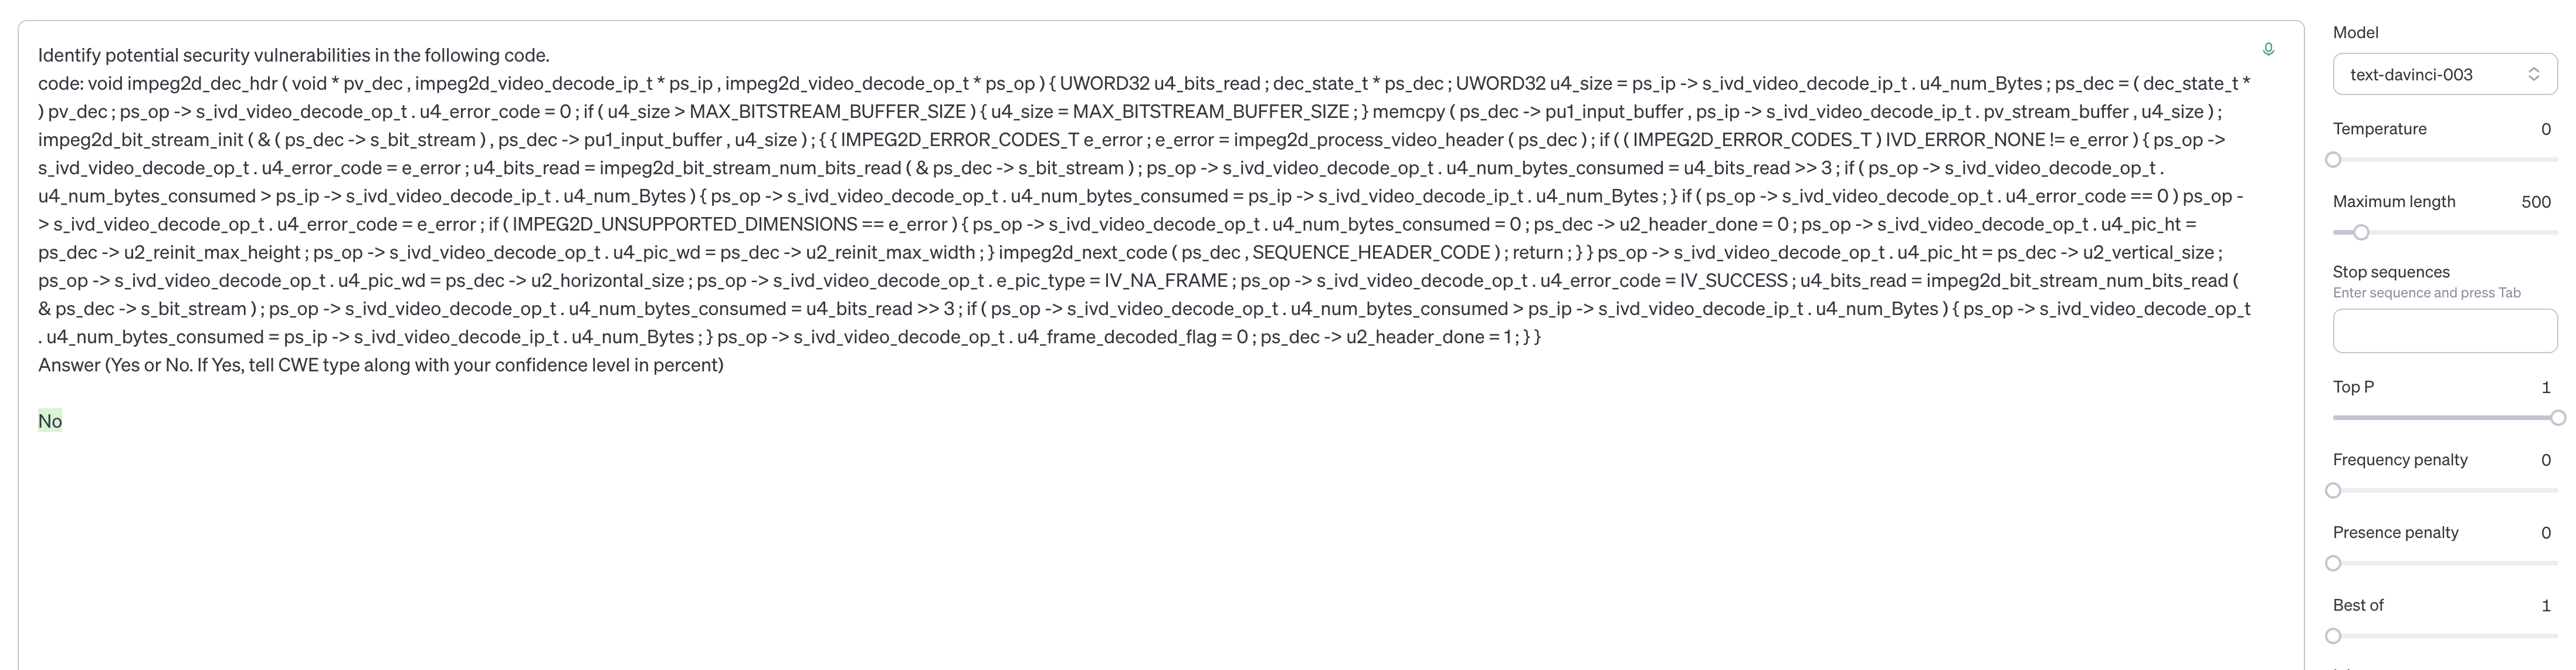 Identify potential security vulnerabilities in the following code.
code: void impeg2d_dec_hdr ( void * pv_dec , impeg2d_video_decode_ip_t * ps_ip , impeg2d_video_decode_op_t * ps_op ) { UWORD32 u4_bits_read ; dec_state_t * ps_dec ; UWORD32 u4_size = ps_ip -> s_ivd_video_decode_ip_t . u4_num_Bytes ; ps_dec = ( dec_state_t *
) pv_dec ; ps_op -> s_ivd_video_decode_op_t . u4_error_code = 0 ; if ( u4_size > MAX_BITSTREAM_BUFFER_SIZE ) { u4_size = MAX_BITSTREAM_BUFFER_SIZE ; } memcpy ( ps_dec -> pu1_input_buffer , ps_ip -> s_ivd_video_decode_ip_t . pv_stream_buffer , u4_size ) ;
impeg2d_bit_stream_init ( & ( ps_dec -> s_bit_stream ) , ps_dec -> pu1_input_buffer , u4_size ) ; { { IMPEG2D_ERROR_CODES_T e_error ; e_error = impeg2d_process_video_header ( ps_dec ) ; if ( ( IMPEG2D_ERROR_CODES_T ) IVD_ERROR_NONE != e_error ) { ps_op ->
s_ivd_video_decode_op_t . u4_error_code = e_error ; u4_bits_read = impeg2d_bit_stream_num_bits_read ( & ps_dec -> s_bit_stream ) ; ps_op -> s_ivd_video_decode_op_t . u4_num_bytes_consumed = u4_bits_read >> 3 ; if ( ps_op -> s_ivd_video_decode_op_t .
u4_num_bytes_consumed > ps_ip -> s_ivd_video_decode_ip_t . u4_num_Bytes ) { ps_op -> s_ivd_video_decode_op_t . u4_num_bytes_consumed = ps_ip -> s_ivd_video_decode_ip_t . u4_num_Bytes ; } if ( ps_op -> s_ivd_video_decode_op_t . u4_error_code == 0 ) ps_op -
> s_ivd_video_decode_op_t . u4_error_code = e_error ; if ( IMPEG2D_UNSUPPORTED_DIMENSIONS == e_error ) { ps_op -> s_ivd_video_decode_op_t . u4_num_bytes_consumed = 0 ; ps_dec -> u2_header_done = 0 ; ps_op -> s_ivd_video_decode_op_t . u4_pic_ht =
ps_dec -> u2_reinit_max_height ; ps_op -> s_ivd_video_decode_op_t . u4_pic_wd = ps_dec -> u2_reinit_max_width ; } impeg2d_next_code ( ps_dec , SEQUENCE_HEADER_CODE ) ; return ; } } ps_op -> s_ivd_video_decode_op_t . u4_pic_ht = ps_dec -> u2_vertical_size ;
ps_op -> s_ivd_video_decode_op_t . u4_pic_wd = ps_dec -> u2_horizontal_size ; ps_op -> s_ivd_video_decode_op_t . e_pic_type = IV_NA_FRAME ; ps_op -> s_ivd_video_decode_op_t . u4_error_code = IV_SUCCESS ; u4_bits_read = impeg2d_bit_stream_num_bits_read (
& ps_dec -> s_bit_stream ) ; ps_op -> s_ivd_video_decode_op_t . u4_num_bytes_consumed = u4_bits_read >> 3 ; if ( ps_op -> s_ivd_video_decode_op_t . u4_num_bytes_consumed > ps_ip -> s_ivd_video_decode_ip_t . u4_num_Bytes ) { ps_op -> s_ivd_video_decode_op_t
. u4_num_bytes_consumed = ps_ip -> s_ivd_video_decode_ip_t . u4_num_Bytes ; } ps_op -> s_ivd_video_decode_op_t . u4_frame_decoded_flag = 0 ; ps_dec -> u2_header_done = 1 ; } }
Answer (Yes or No. If Yes, tell CWE type along with your confidence level in percent)
No
Model
text-davinci-003
Temperature 0
Maximum length 500
Stop sequences
Enter sequence and press Tab
Top P 1
Frequency penalty 0
Presence penalty 0
Best of 1